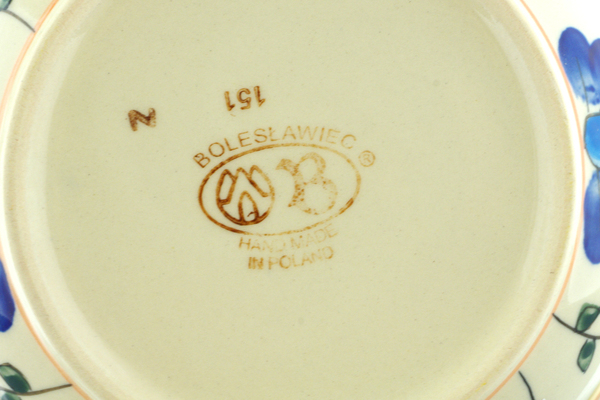 151
N
BOLESŁAWIEC ®
B
HAND MADE
IN POLAND